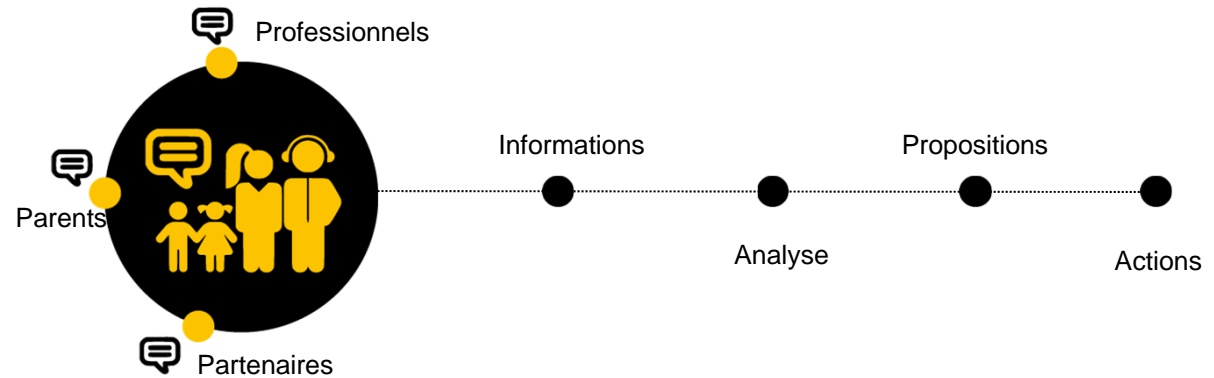 Professionnels
Informations
Propositions
Parents
Analyse
Actions
Partenaires